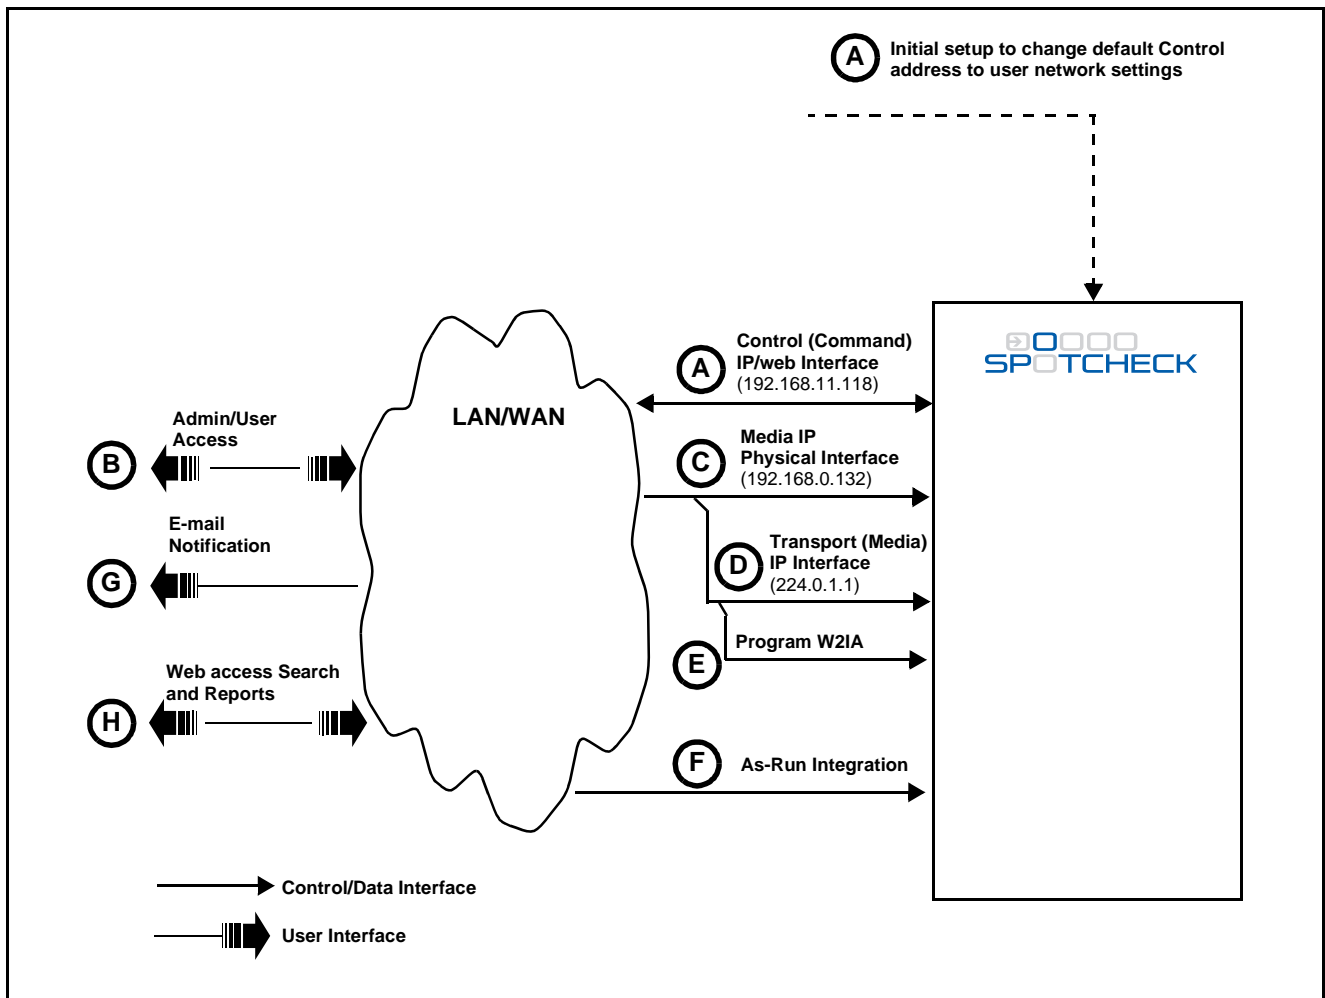 A
Initial setup to change default Control
address to user network settings
SPOTCHECK
A
Control (Command)
IP/web Interface
(192.168.11.118)
LAN/WAN
Admin/User
Access
B
C
Media IP
Physical Interface
(192.168.0.132)
E-mail
Notification
G
D
Transport (Media)
IP Interface
(224.0.1.1)
E
Program W2IA
Web access Search
and Reports
H
F
As-Run Integration
Control/Data Interface
User Interface